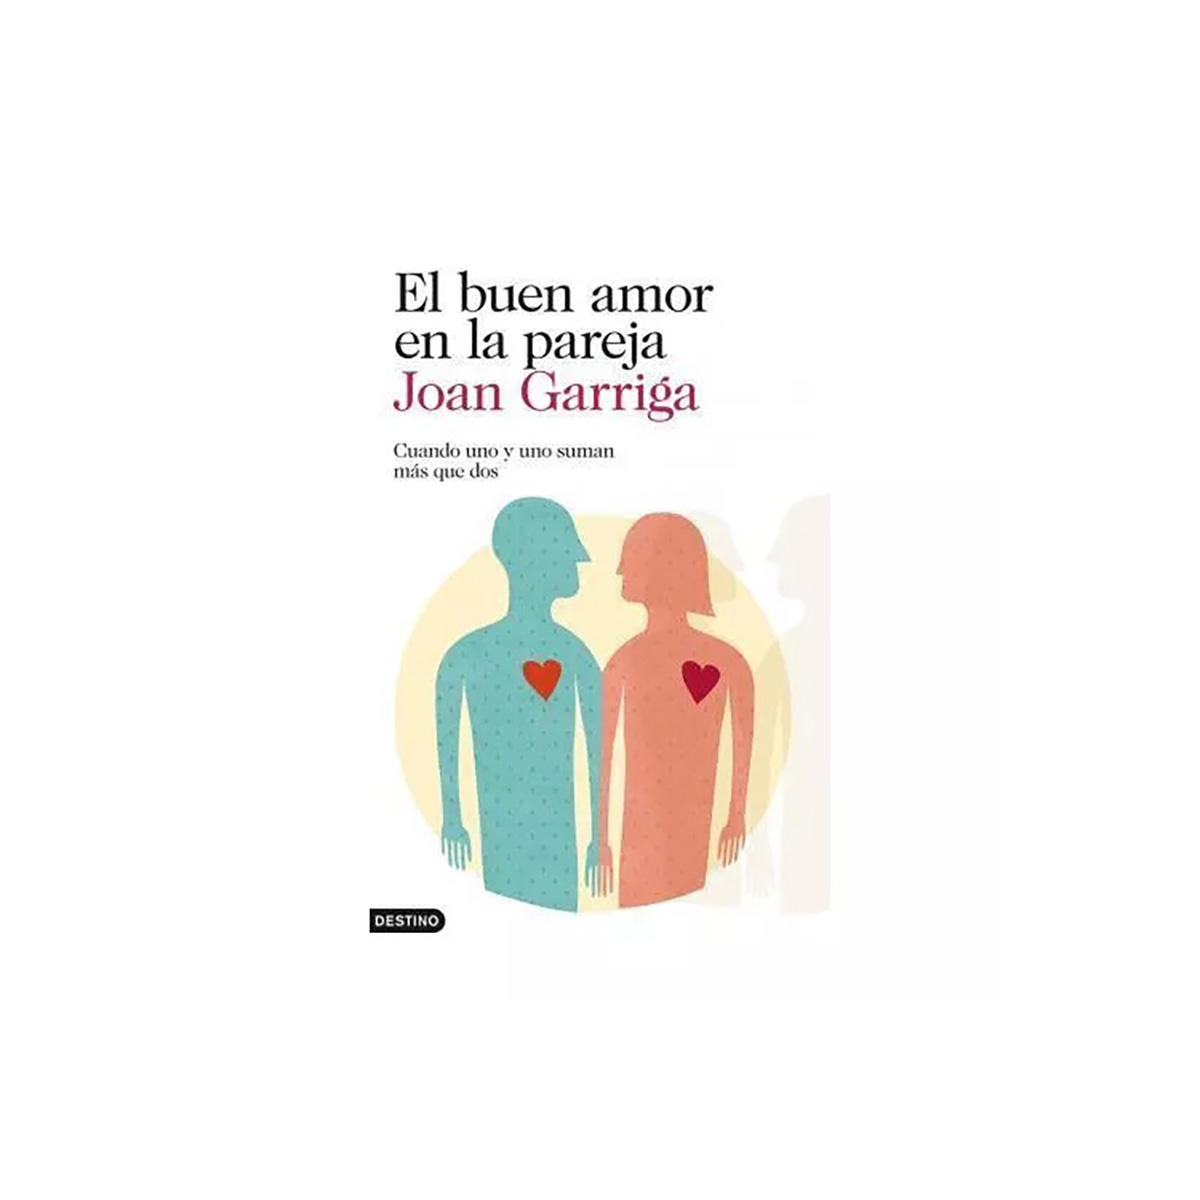 El buen amor
en la pareja
Joan Garriga
Cuando uno y uno suman
más que dos
DESTINO